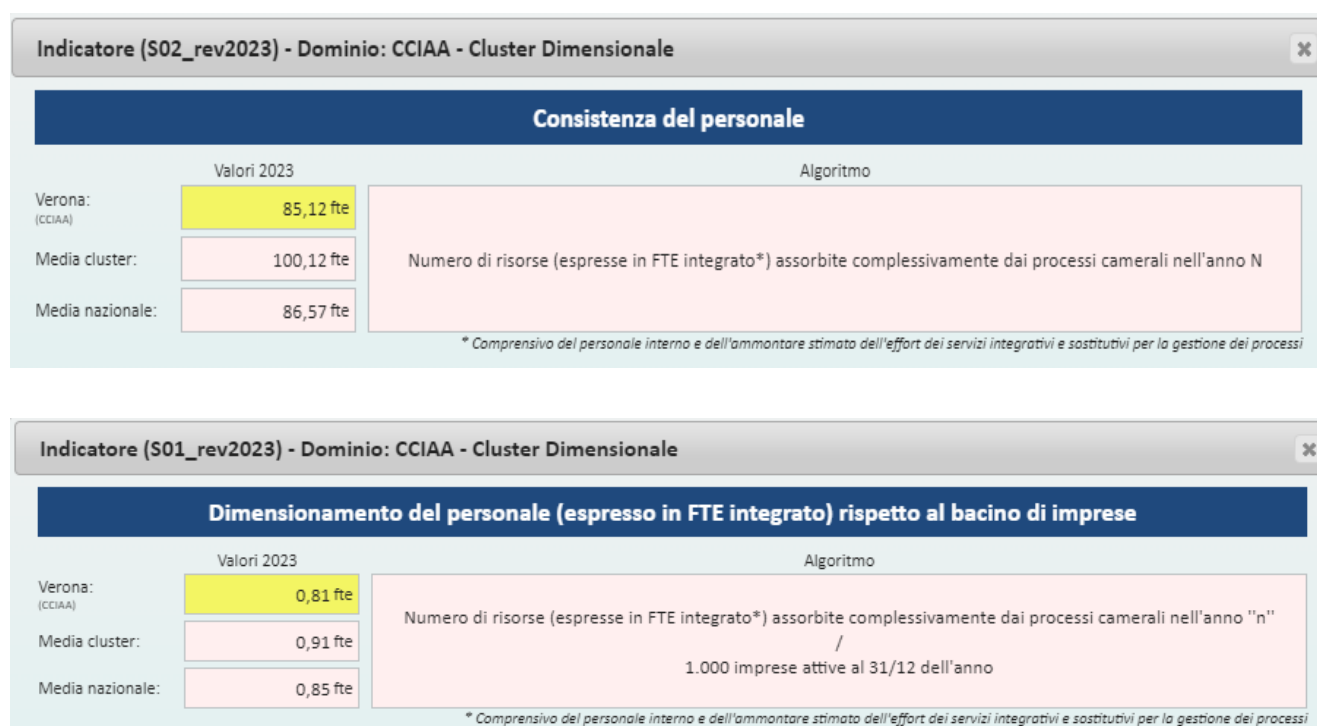 Indicatore (S02_rev2023) - Dominio: CCIAA - Cluster Dimensionale
Consistenza del personale
Valori 2023
Algoritmo
Verona:
(CCIAA)
85,12 fte
Media cluster:
100,12 fte
Numero di risorse (espresse in FTE integrato*) assorbite complessivamente dai processi camerali nell'anno N
Media nazionale:
86,57 fte
* Comprensivo del personale interno e dell'ammontare stimato dell'effort dei servizi integrativi e sostitutivi per la gestione dei processi
Indicatore (S01_rev2023) - Dominio: CCIAA - Cluster Dimensionale
Dimensionamento del personale (espresso in FTE integrato) rispetto al bacino di imprese
Valori 2023
Algoritmo
Verona:
(CCIAA)
0,81 fte
Numero di risorse (espresse in FTE integrato*) assorbite complessivamente dai processi camerali nell'anno "n"
/
1.000 imprese attive al 31/12 dell'anno
Media cluster:
0,91 fte
Media nazionale:
0,85 fte
* Comprensivo del personale interno e dell'ammontare stimato dell'effort dei servizi integrativi e sostitutivi per la gestione dei processi